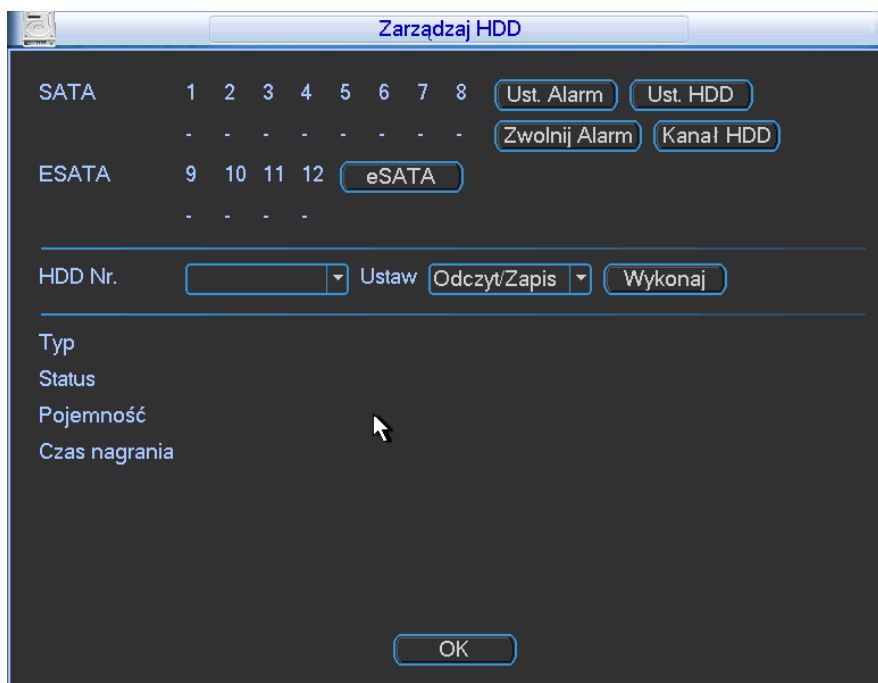 Zarządzaj HDD
SATA 1 2 3 4 5 6 7 8 Ust. Alarm Ust. HDD
- - - - - - - - Zwolnij Alarm Kanał HDD
ESATA 9 10 11 12 eSATA
- - - -
HDD Nr. Ustaw Odczyt/Zapis Wykonaj
Typ
Status
Pojemność
Czas nagrania
OK